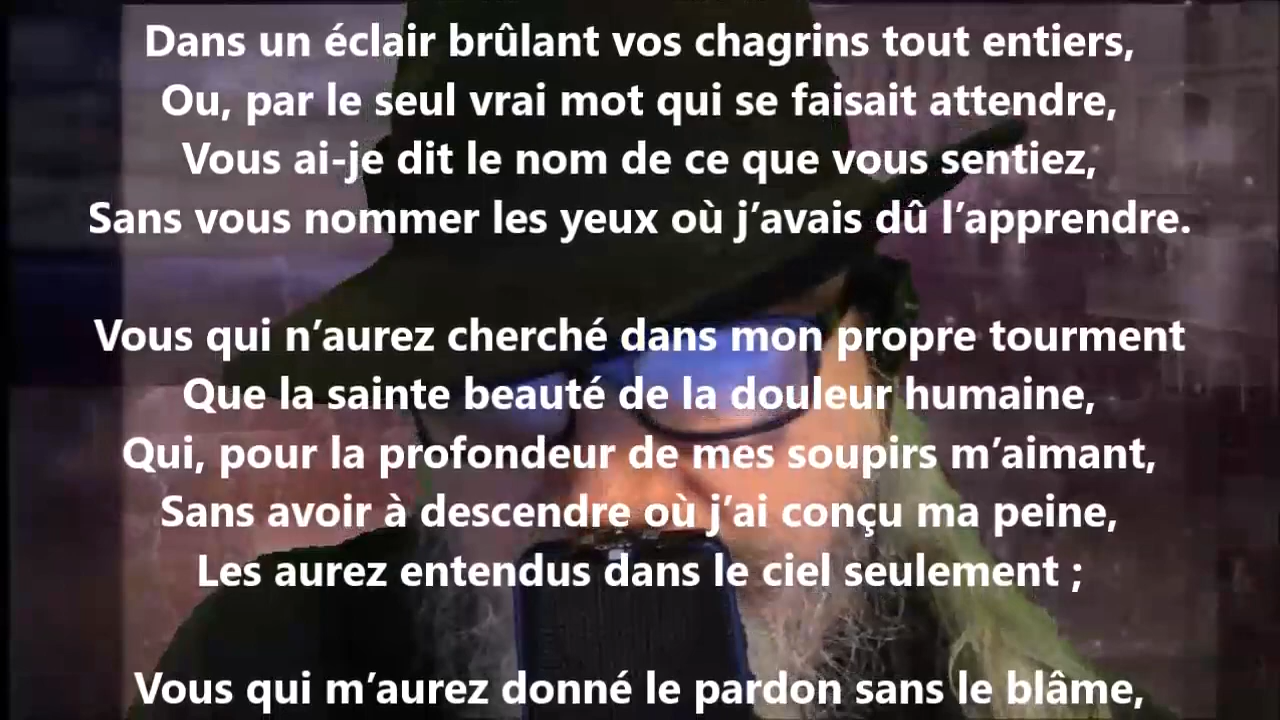 Dans un éclair brûlant vos chagrins tout entiers,
Ou, par le seul vrai mot qui se faisait attendre,
Vous ai-je dit le nom de ce que vous sentiez,
Sans vous nommer les yeux où j’avais dû l’apprendre.
Vous qui n’aurez cherché dans mon propre tourment
Que la sainte beauté de la douleur humaine,
Qui, pour la profondeur de mes soupirs m’aimant,
Sans avoir à descendre où j’ai conçu ma peine,
Les aurez entendus dans le ciel seulement ;
Vous qui m’aurez donné le pardon sans le blâme,